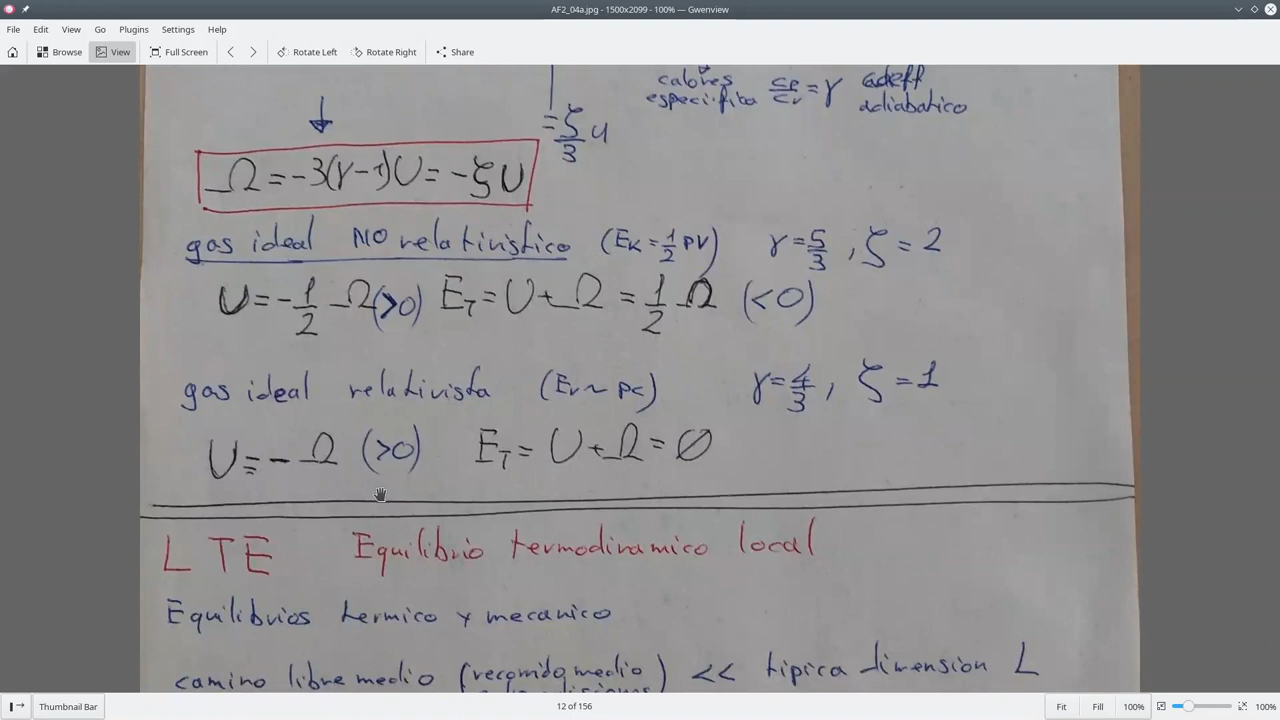 AF2_04a.jpg - 1500x2099 - 100% — Gwenview
File Edit View Go Plugins Settings Help
Browse View Full Screen Rotate Left Rotate Right Share
calores
especifita cp/cv = γ coeff
adiabatico
= ζ/3 u
Ω = -3(γ-1)U = -ζU
gas ideal NO relativistico (EK = 1/2 pv) γ = 5/3 , ζ = 2
U = -1/2 Ω (>0) ET = U + Ω = 1/2 Ω (<0)
gas ideal relativista (Er ~ pc) γ = 4/3 , ζ = 1
U = - Ω (>0) ET = U + Ω = Ø
LTE Equilibrio termodinamico local
Equilibrios termico y mecanico
camino libre medio (recorrido medio) << tipica dimension L
Thumbnail Bar 12 of 156 Fit Fill 100% 100%